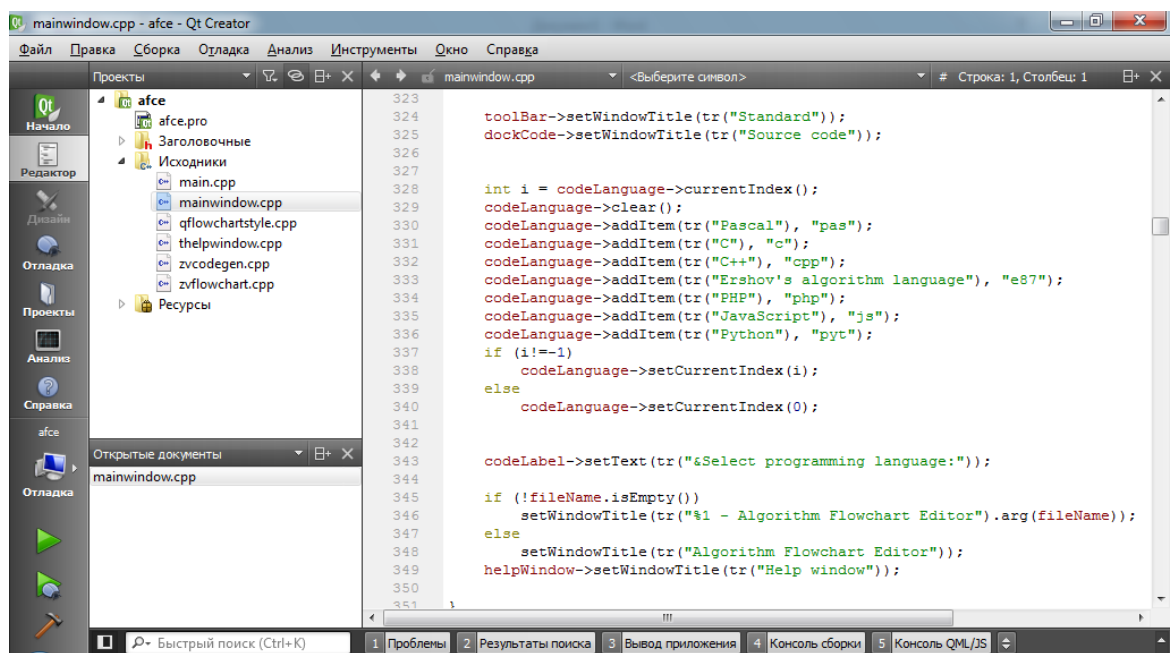 mainwindow.cpp - afce - Qt Creator
Файл Правка Сборка Отладка Анализ Инструменты Окно Справка
Проекты
mainwindow.cpp
<Выберите символ>
# Строка: 1, Столбец: 1
Начало
Редактор
Дизайн
Отладка
Проекты
Анализ
Справка
afce
Отладка
afce
afce.pro
Заголовочные
Исходники
main.cpp
mainwindow.cpp
qflowchartstyle.cpp
thelpwindow.cpp
zvcodegen.cpp
zvflowchart.cpp
Ресурсы
Открытые документы
mainwindow.cpp
323
324 toolBar->setWindowTitle(tr("Standard"));
325 dockCode->setWindowTitle(tr("Source code"));
326
327
328 int i = codeLanguage->currentIndex();
329 codeLanguage->clear();
330 codeLanguage->addItem(tr("Pascal"), "pas");
331 codeLanguage->addItem(tr("C"), "c");
332 codeLanguage->addItem(tr("C++"), "cpp");
333 codeLanguage->addItem(tr("Ershov's algorithm language"), "e87");
334 codeLanguage->addItem(tr("PHP"), "php");
335 codeLanguage->addItem(tr("JavaScript"), "js");
336 codeLanguage->addItem(tr("Python"), "pyt");
337 if (i!=-1)
338 codeLanguage->setCurrentIndex(i);
339 else
340 codeLanguage->setCurrentIndex(0);
341
342
343 codeLabel->setText(tr("&Select programming language:"));
344
345 if (!fileName.isEmpty())
346 setWindowTitle(tr("%1 - Algorithm Flowchart Editor").arg(fileName));
347 else
348 setWindowTitle(tr("Algorithm Flowchart Editor"));
349 helpWindow->setWindowTitle(tr("Help window"));
350
351 }
Быстрый поиск (Ctrl+K)
1 Проблемы 2 Результаты поиска 3 Вывод приложения 4 Консоль сборки 5 Консоль QML/JS